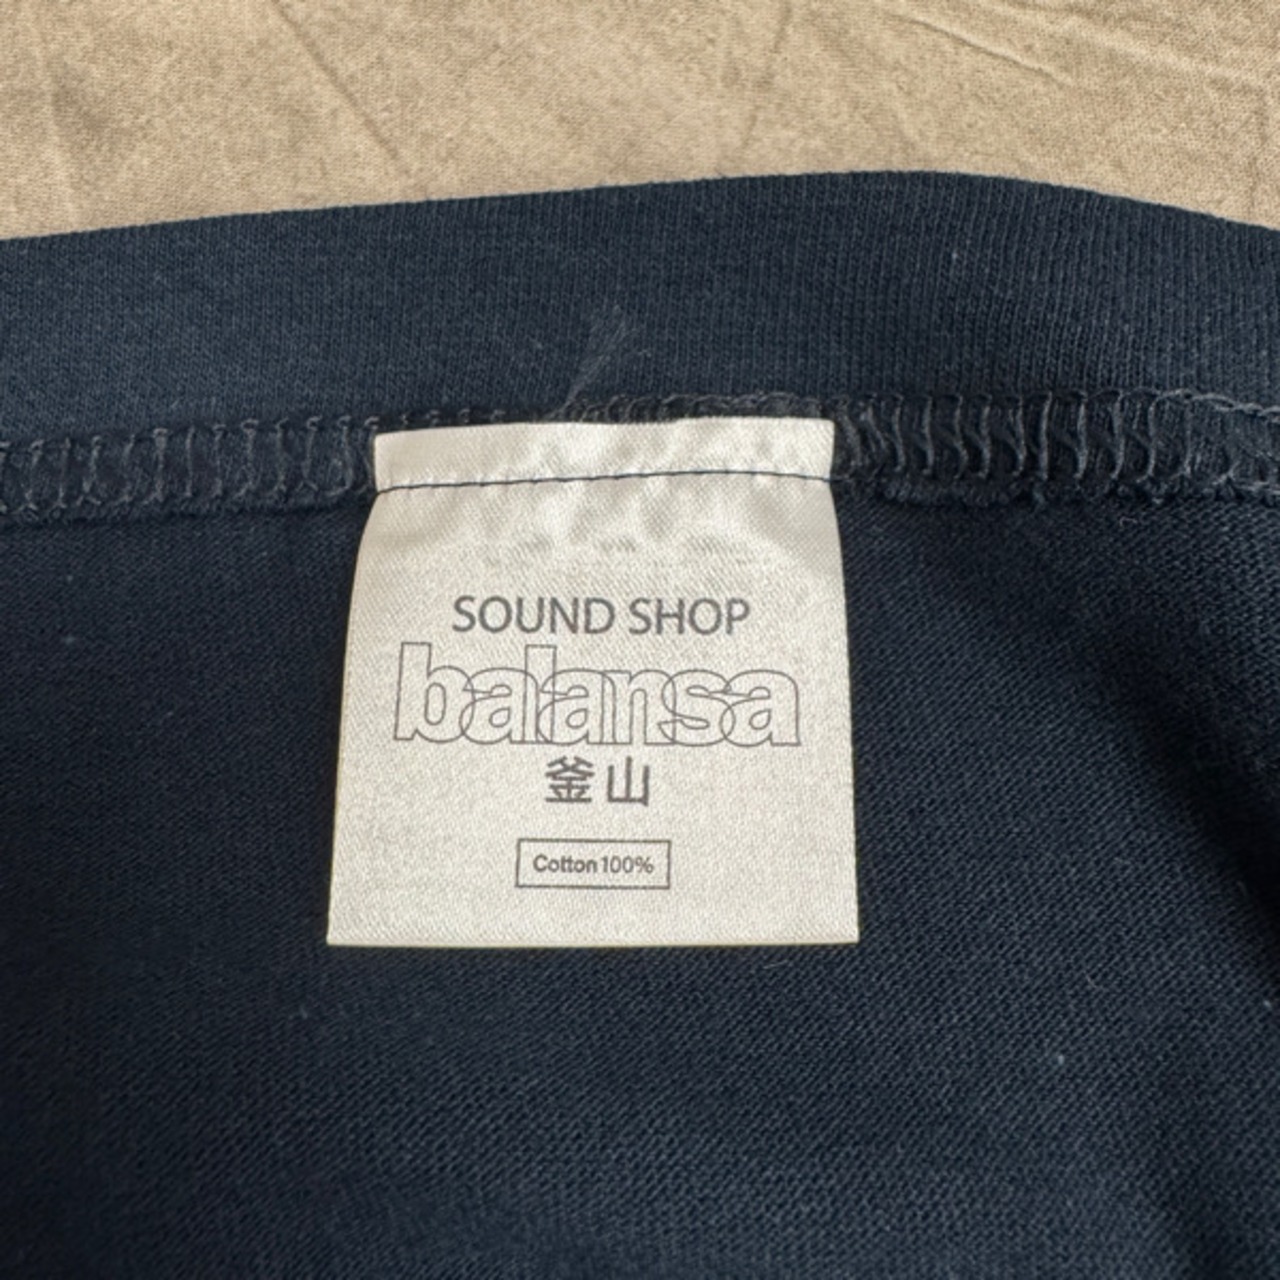 SOUND SHOP
balansa
釜山
Cotton 100%